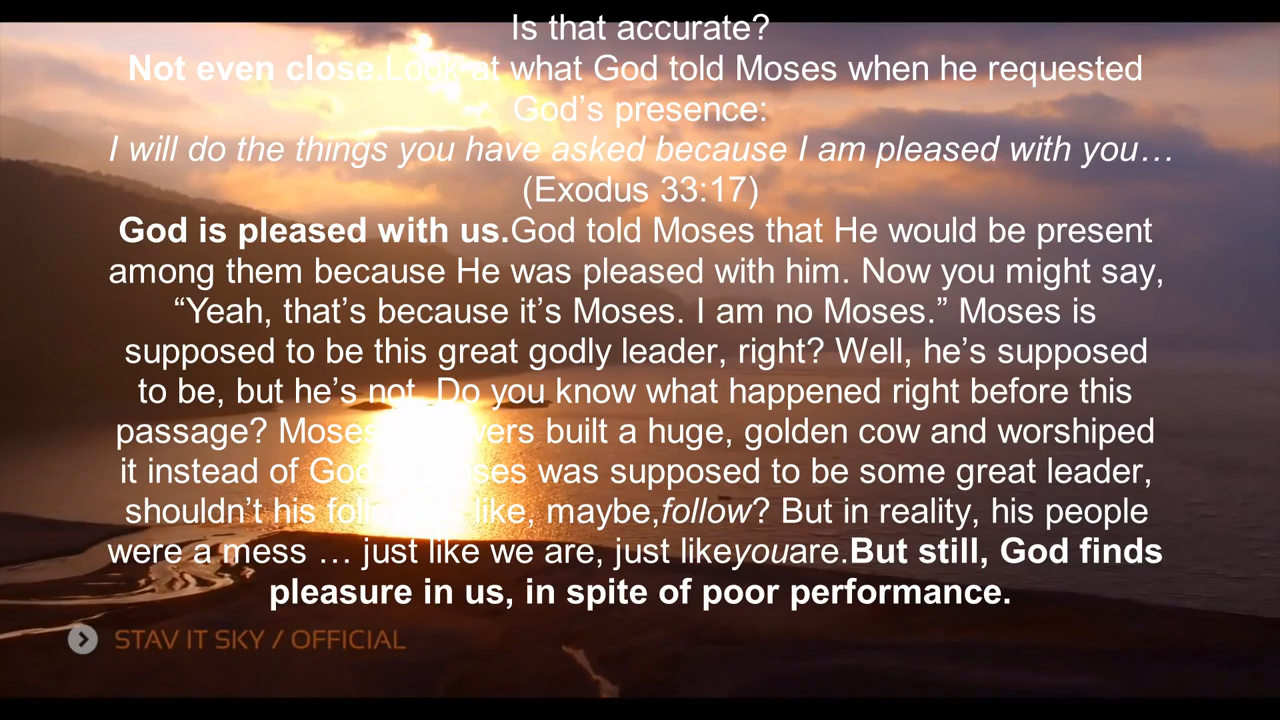 Is that accurate?
Not even close.Look at what God told Moses when he requested
God’s presence:
I will do the things you have asked because I am pleased with you…
(Exodus 33:17)
God is pleased with us.God told Moses that He would be present
among them because He was pleased with him. Now you might say,
“Yeah, that’s because it’s Moses. I am no Moses.” Moses is
supposed to be this great godly leader, right? Well, he’s supposed
to be, but he’s not. Do you know what happened right before this
passage? Moses’ built a huge, golden cow and worshiped
it instead of God. Moses was supposed to be some great leader,
shouldn’t his followers like, maybe,follow? But in reality, his people
were a mess … just like we are, just likeyouare.But still, God finds
pleasure in us, in spite of poor performance.
STAV IT SKY / OFFICIAL